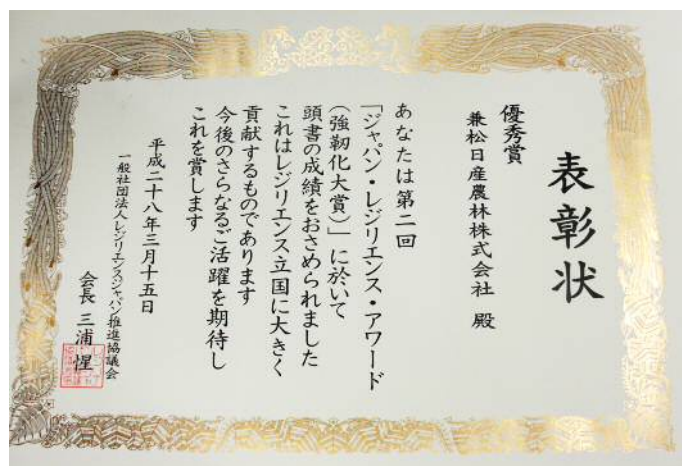 表彰状
優秀賞
兼松日産農林株式会社 殿
あなたは第二回
「ジャパン・レジリエンス・アワード
(強靭化大賞)」に於いて
頭書の成績をおさめられました
これはレジリエンス立国に大きく
貢献するものであります
今後のさらなるご活躍を期待し
これを賞します
平成二十八年三月十五日
一般社団法人レジリエンスジャパン推進協議会
会長 三浦惺